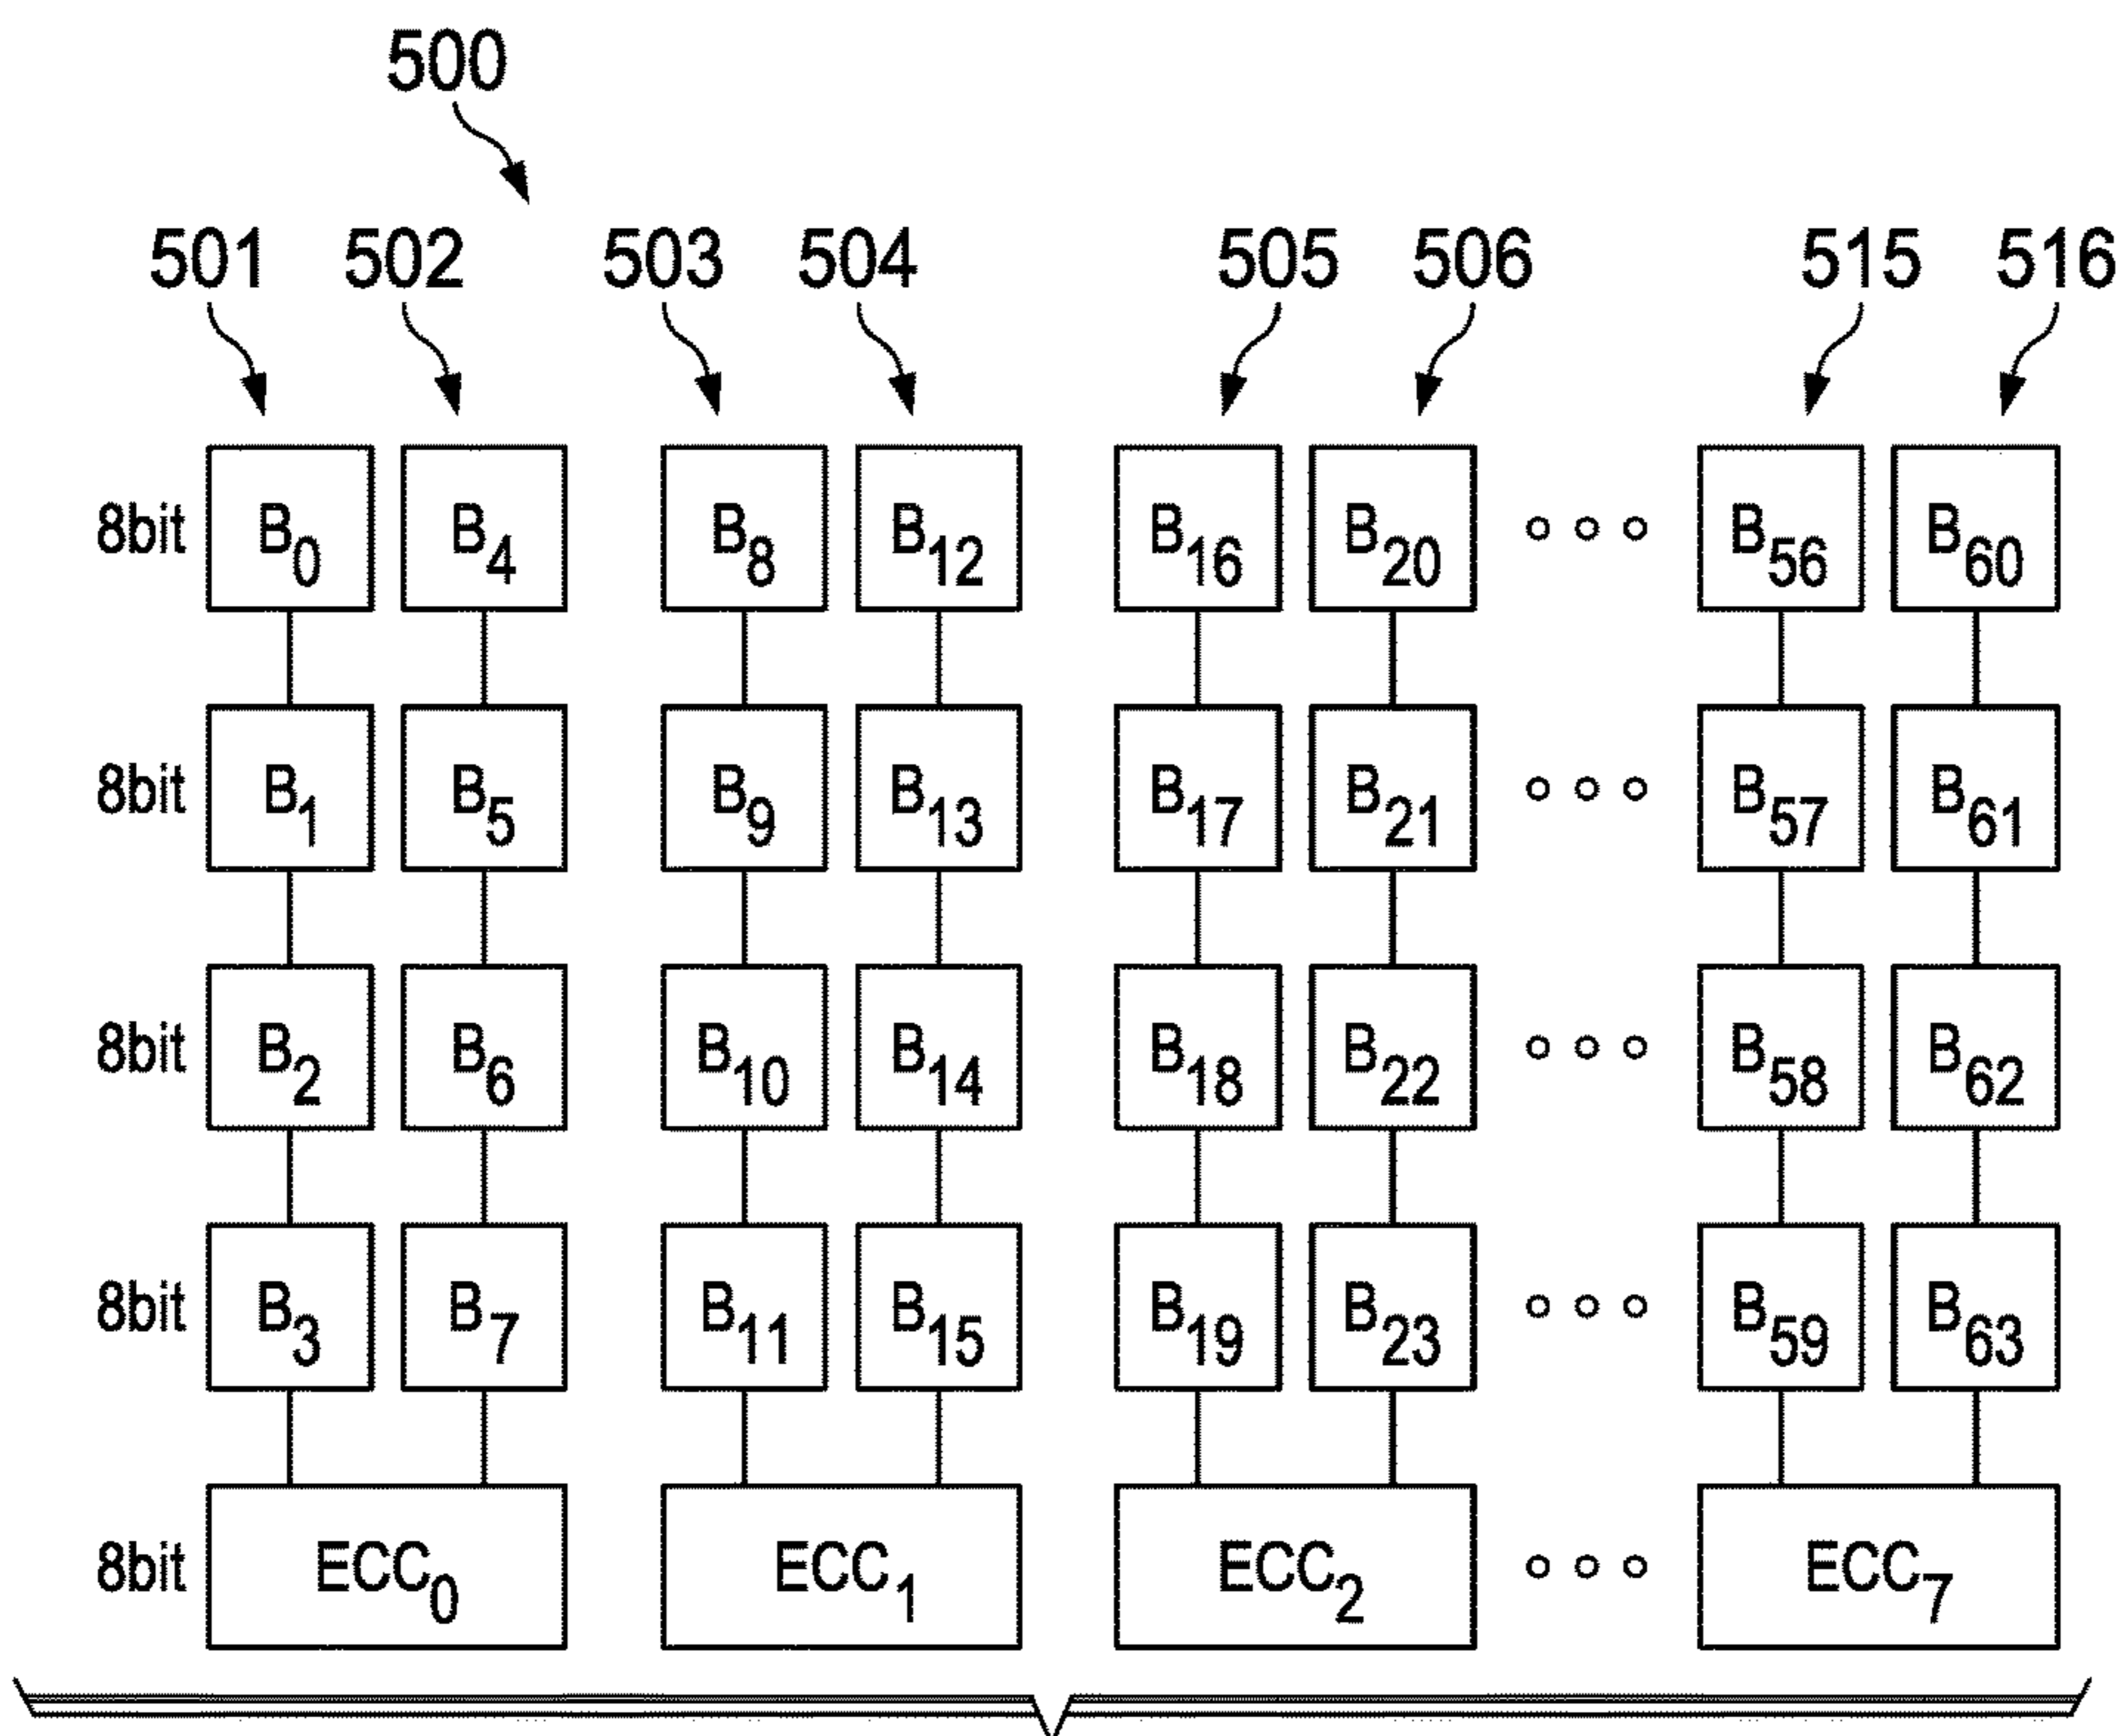 500
501 502 503 504 505 506 515 516
8bit B0 B4 B8 B12 B16 B20 B56 B60
8bit B1 B5 B9 B13 B17 B21 B57 B61
8bit B2 B6 B10 B14 B18 B22 B58 B62
8bit B3 B7 B11 B15 B19 B23 B59 B63
8bit ECC0 ECC1 ECC2 ECC7